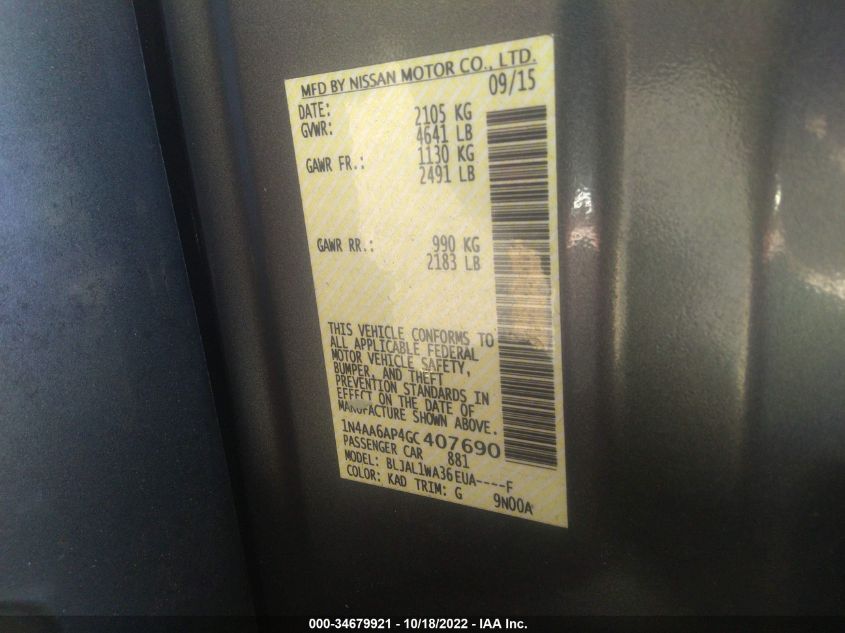 MFD BY NISSAN MOTOR CO., LTD.
DATE: 09/15
GVWR: 2105 KG
4641 LB
GAWR FR.: 1130 KG
2491 LB
GAWR RR.: 990 KG
2183 LB
THIS VEHICLE CONFORMS TO
ALL APPLICABLE FEDERAL
MOTOR VEHICLE SAFETY,
BUMPER, AND THEFT
PREVENTION STANDARDS IN
EFFECT ON THE DATE OF
MANUFACTURE SHOWN ABOVE.
1N4AA6AP4GC407690
PASSENGER CAR 881
MODEL: BLJAL1WA36EUA----F
COLOR: KAD TRIM: G 9N00A
000-34679921 - 10/18/2022 - IAA Inc.